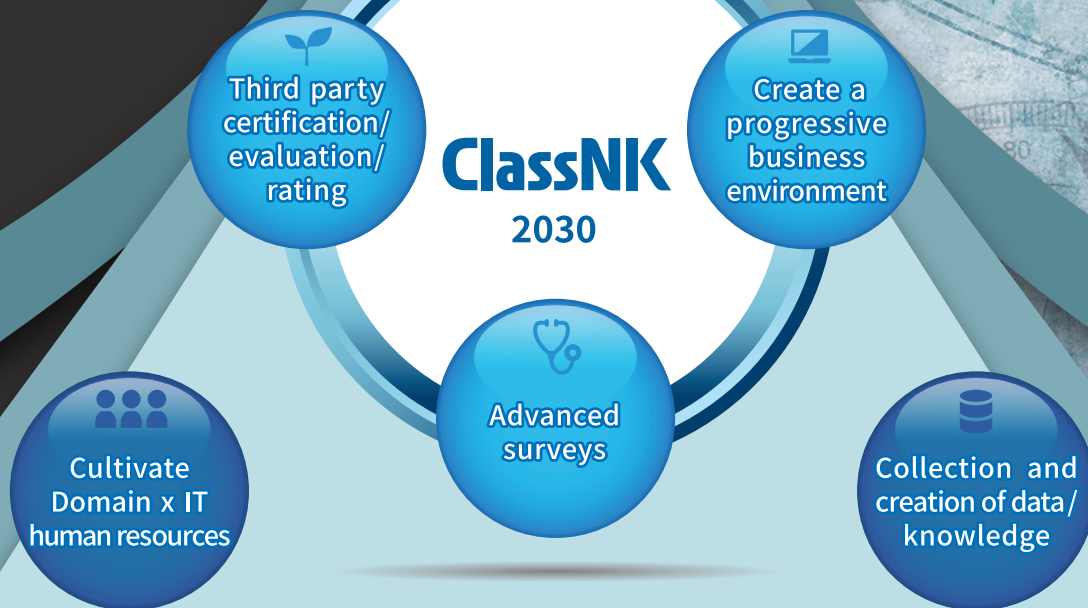 Third party
certification/
evaluation/
rating
ClassNK
2030
Create a
progressive
business
environment
Advanced
surveys
Cultivate
Domain x IT
human resources
Collection and
creation of data/
knowledge
80